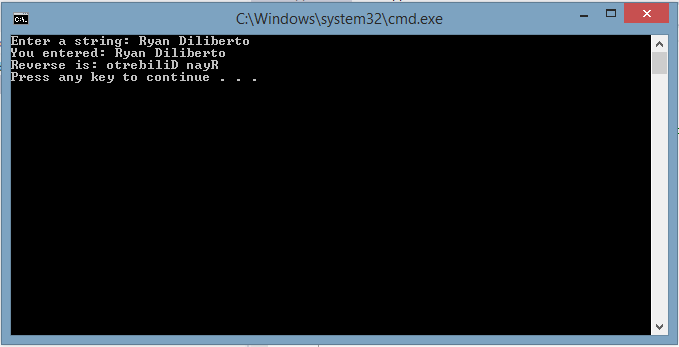 C:\Windows\system32\cmd.exe
Enter a string: Ryan Diliberto
You entered: Ryan Diliberto
Reverse is: otrebiliD nayR
Press any key to continue . . .